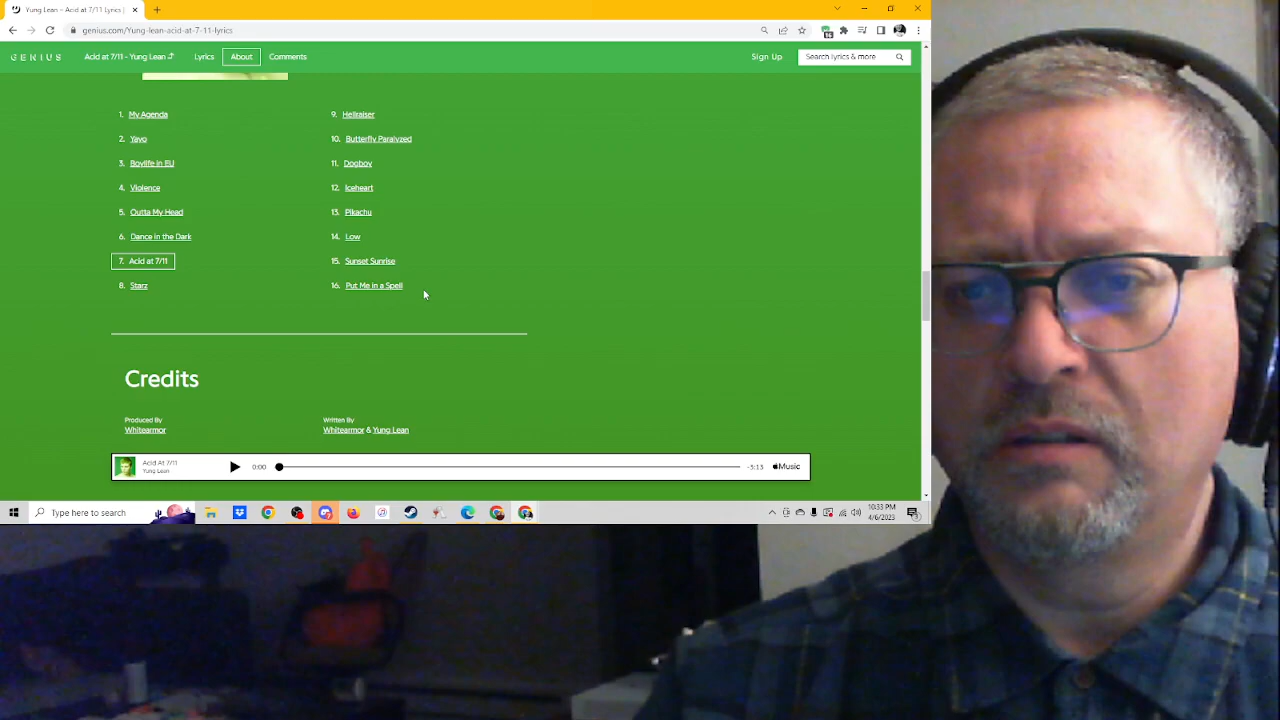 Yung Lean – Acid at 7/11 Lyrics |
genius.com/Yung-lean-acid-at-7-11-lyrics
GENIUS
Acid at 7/11 - Yung Lean
Lyrics
About
Comments
Sign Up
Search lyrics & more
1. My Agenda
2. Yayo
3. Boylife in EU
4. Violence
5. Outta My Head
6. Dance in the Dark
7. Acid at 7/11
8. Starz
9. Hellraiser
10. Butterfly Paralyzed
11. Dogboy
12. Iceheart
13. Pikachu
14. Low
15. Sunset Sunrise
16. Put Me in a Spell
Credits
Produced By
Whitearmor
Written By
Whitearmor & Yung Lean
Acid At 7/11
Yung Lean
0:00
Music
Type here to search
10:33 PM
4/6/2023